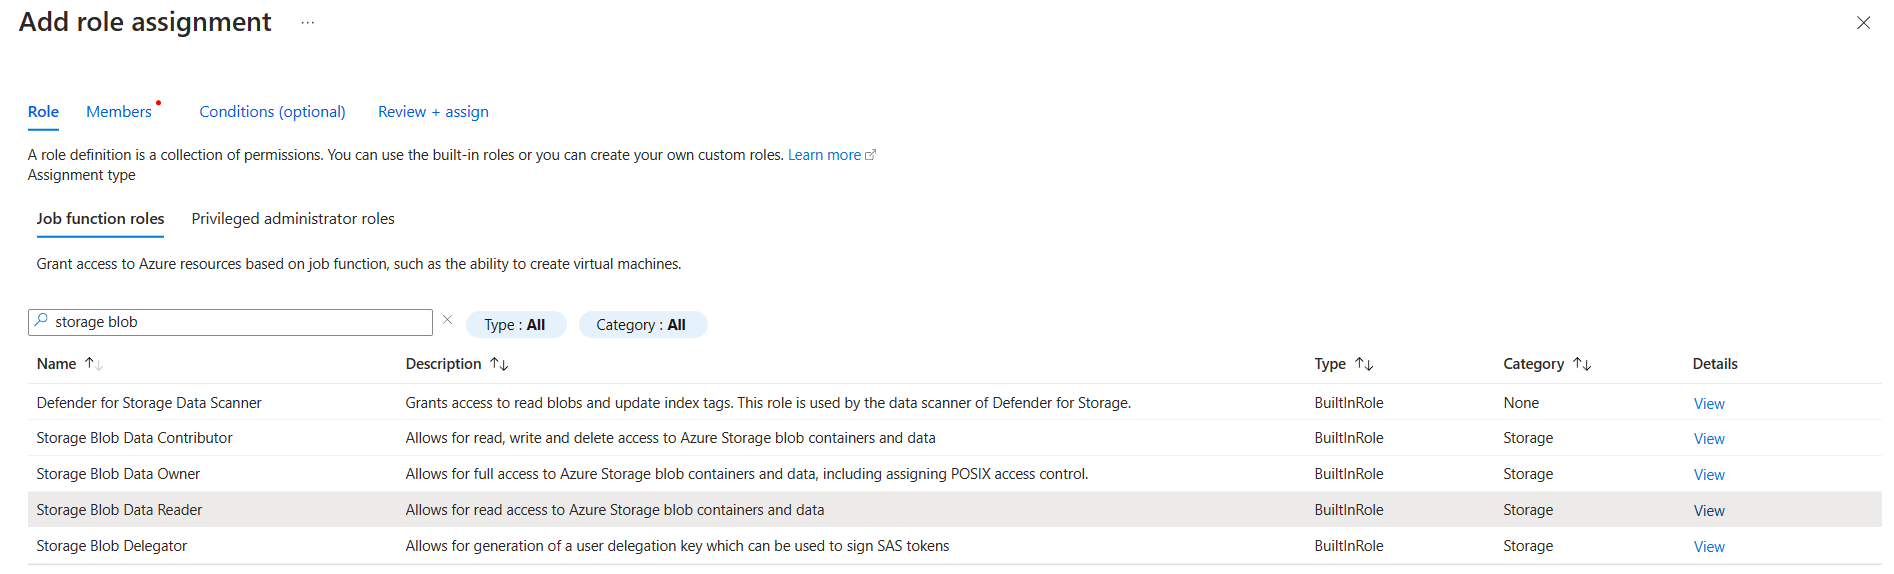 Add role assignment ...
Role Members Conditions (optional) Review + assign
A role definition is a collection of permissions. You can use the built-in roles or you can create your own custom roles. Learn more
Assignment type
Job function roles Privileged administrator roles
Grant access to Azure resources based on job function, such as the ability to create virtual machines.
storage blob Type : All Category : All
Name Description Type Category Details
Defender for Storage Data Scanner Grants access to read blobs and update index tags. This role is used by the data scanner of Defender for Storage. BuiltInRole None View
Storage Blob Data Contributor Allows for read, write and delete access to Azure Storage blob containers and data BuiltInRole Storage View
Storage Blob Data Owner Allows for full access to Azure Storage blob containers and data, including assigning POSIX access control. BuiltInRole Storage View
Storage Blob Data Reader Allows for read access to Azure Storage blob containers and data BuiltInRole Storage View
Storage Blob Delegator Allows for generation of a user delegation key which can be used to sign SAS tokens BuiltInRole Storage View